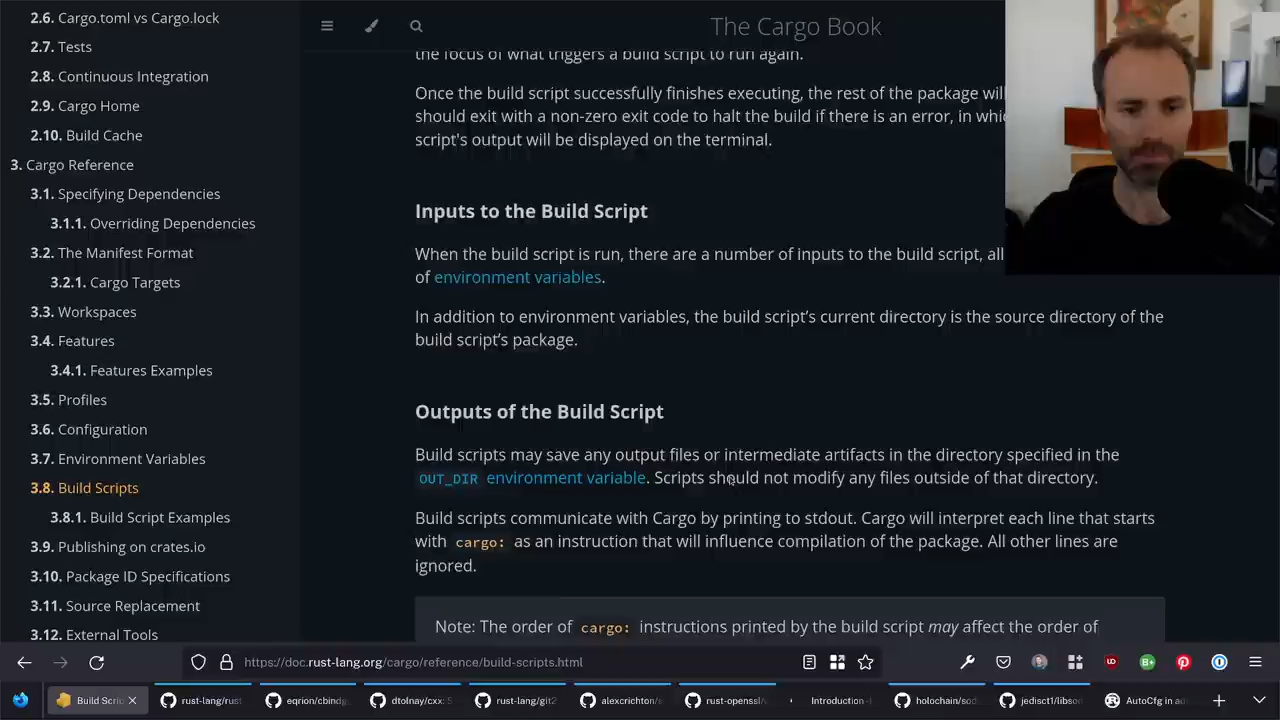 2.6. Cargo.toml vs Cargo.lock
2.7. Tests
2.8. Continuous Integration
2.9. Cargo Home
2.10. Build Cache
3. Cargo Reference
3.1. Specifying Dependencies
3.1.1. Overriding Dependencies
3.2. The Manifest Format
3.2.1. Cargo Targets
3.3. Workspaces
3.4. Features
3.4.1. Features Examples
3.5. Profiles
3.6. Configuration
3.7. Environment Variables
3.8. Build Scripts
3.8.1. Build Script Examples
3.9. Publishing on crates.io
3.10. Package ID Specifications
3.11. Source Replacement
3.12. External Tools
The Cargo Book
the focus of what triggers a build script to run again.
Once the build script successfully finishes executing, the rest of the package will
should exit with a non-zero exit code to halt the build if there is an error, in
script's output will be displayed on the terminal.
Inputs to the Build Script
When the build script is run, there are a number of inputs to the build script, all
of environment variables.
In addition to environment variables, the build script's current directory is the source directory of the
build script's package.
Outputs of the Build Script
Build scripts may save any output files or intermediate artifacts in the directory specified in the
OUT_DIR environment variable. Scripts should not modify any files outside of that directory.
Build scripts communicate with Cargo by printing to stdout. Cargo will interpret each line that starts
with cargo: as an instruction that will influence compilation of the package. All other lines are
ignored.
Note: The order of cargo: instructions printed by the build script may affect the order of
https://doc.rust-lang.org/cargo/reference/build-scripts.html
Build Scri
rust-lang/rust
eqrion/cbindg
dtolnay/cxx: S
rust-lang/git2
alexcrichton/
rust-openssl/
Introduction -
holochain/sod
jedisct1/libso
AutoCfg in